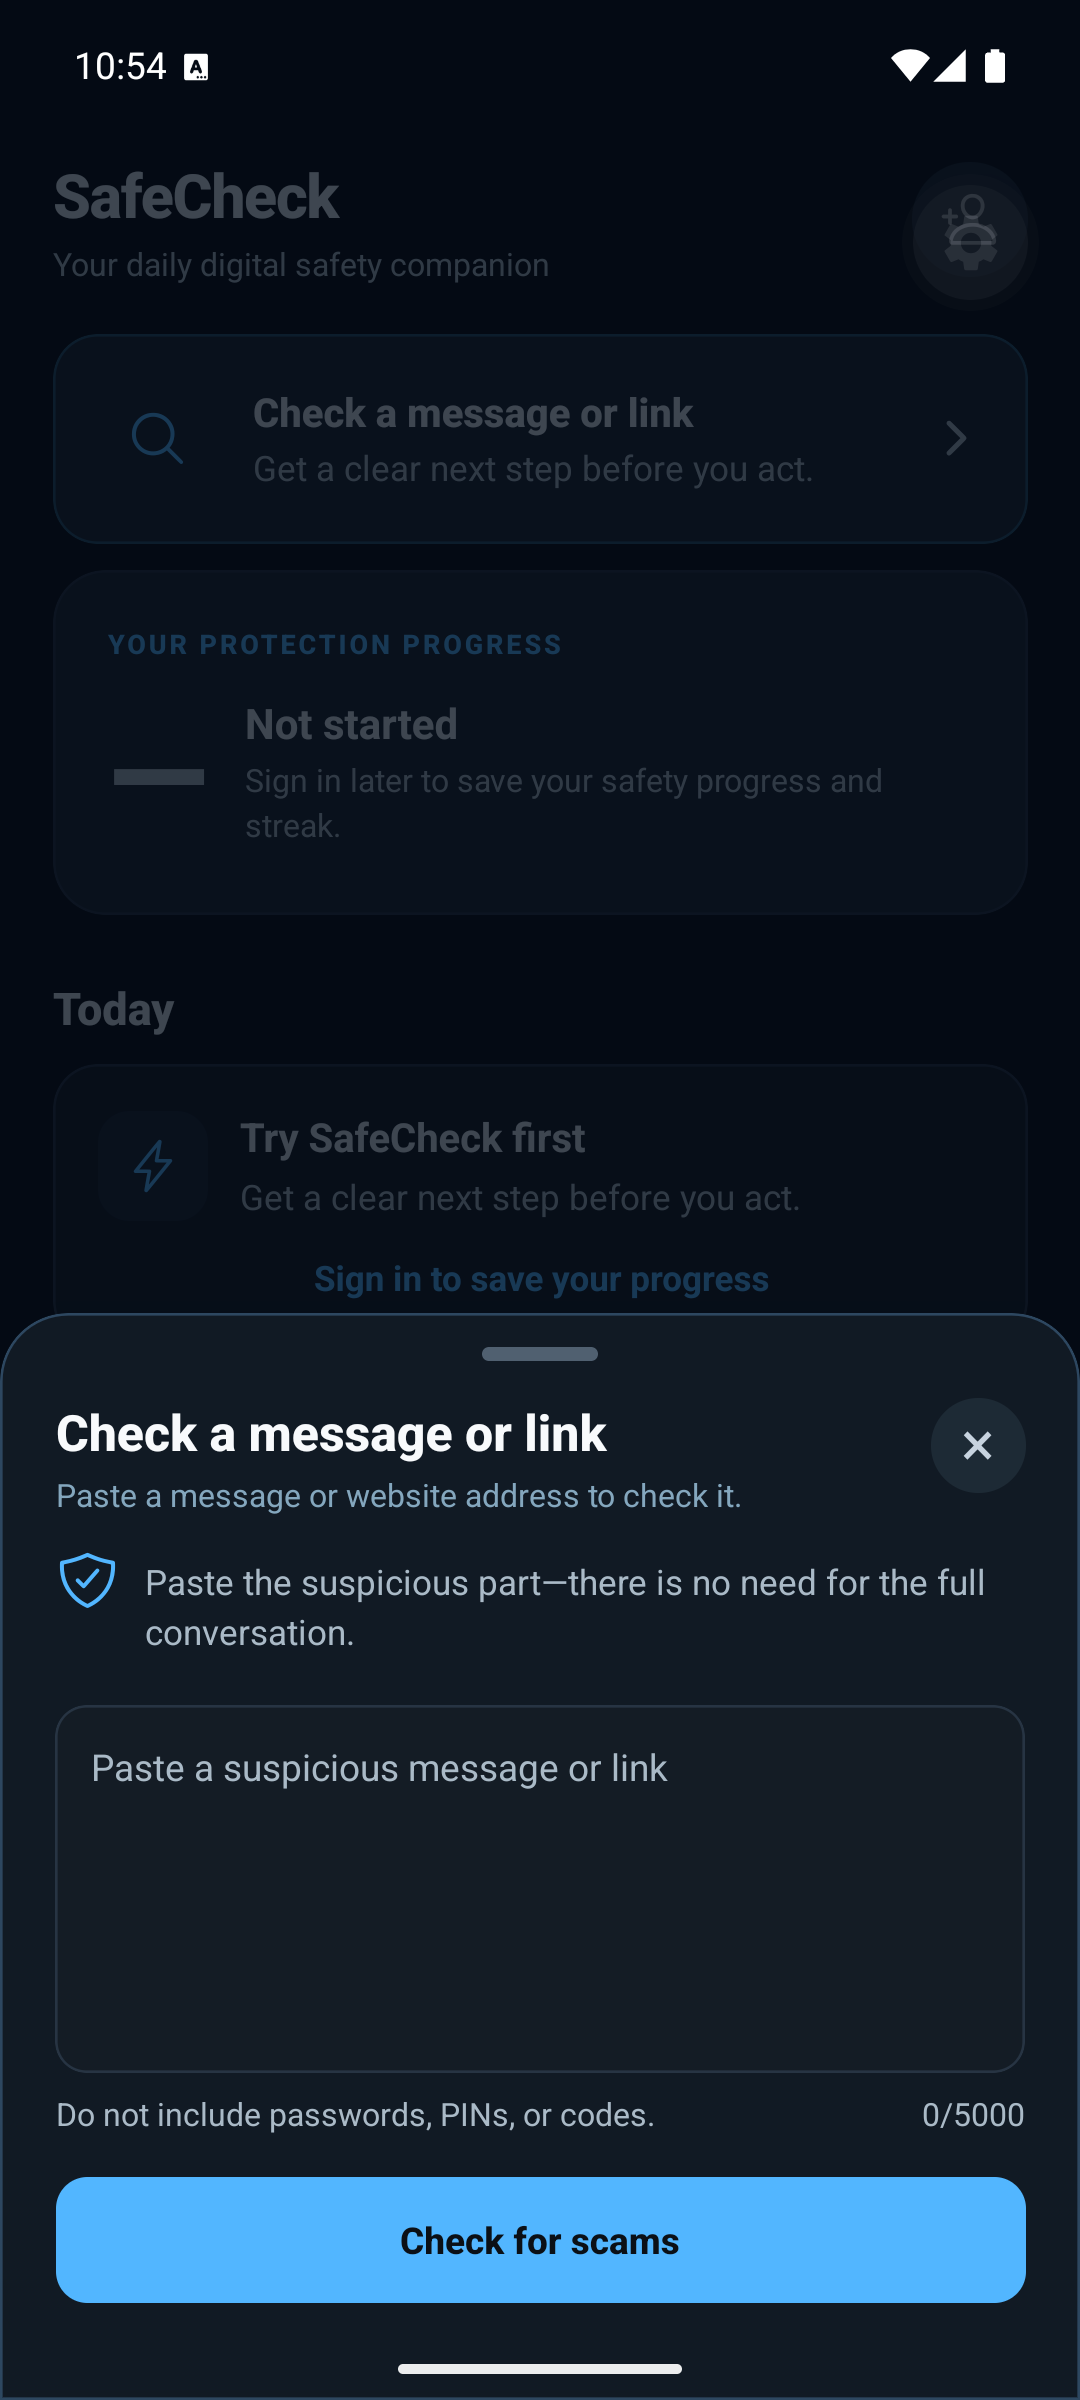 10:54
SafeCheck
Your daily digital safety companion
Check a message or link
Get a clear next step before you act.
YOUR PROTECTION PROGRESS
Not started
Sign in later to save your safety progress and
streak.
Today
Try SafeCheck first
Get a clear next step before you act.
Sign in to save your progress
Check a message or link
Paste a message or website address to check it.
Paste the suspicious part—there is no need for the full
conversation.
Paste a suspicious message or link
Do not include passwords, PINs, or codes.
0/5000
Check for scams